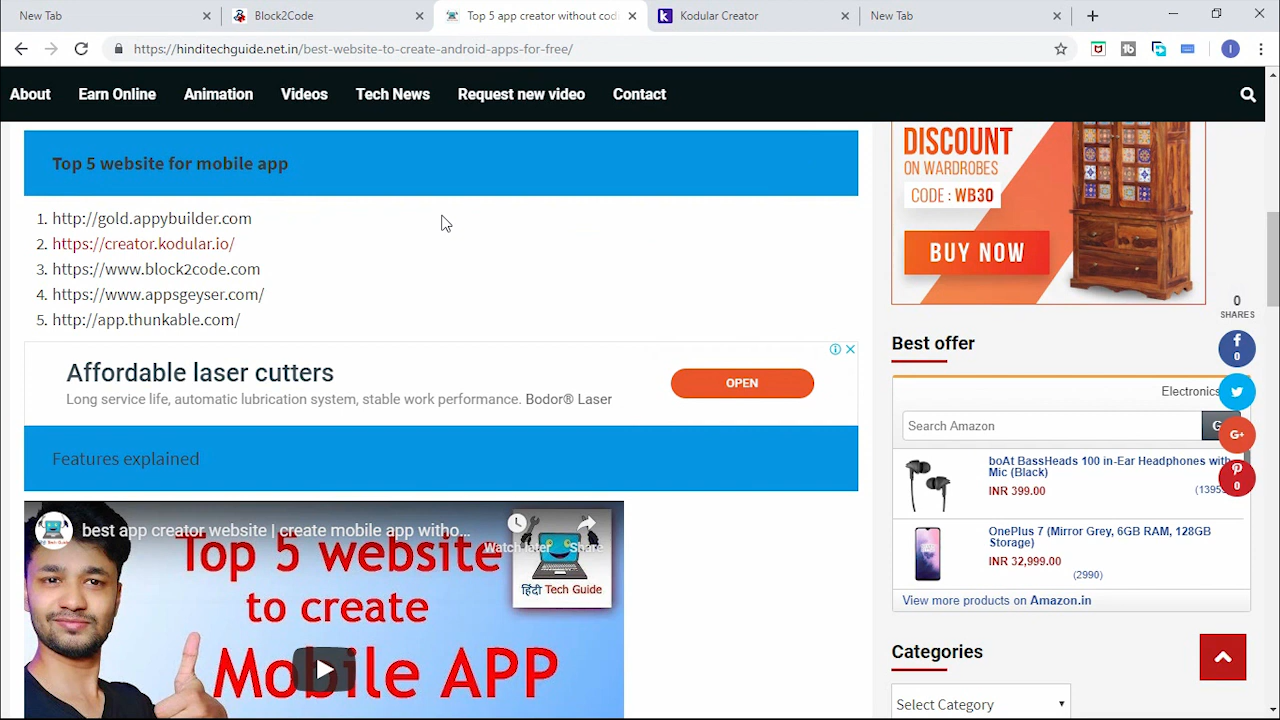 New Tab
Block2Code
Top 5 app creator without codi
Kodular Creator
New Tab
https://hinditechguide.net.in/best-website-to-create-android-apps-for-free/
About
Earn Online
Animation
Videos
Tech News
Request new video
Contact
Top 5 website for mobile app
1. http://gold.appybuilder.com
2. https://creator.kodular.io/
3. https://www.block2code.com
4. https://www.appsgeyser.com/
5. http://app.thunkable.com/
Affordable laser cutters
Long service life, automatic lubrication system, stable work performance. Bodor® Laser
OPEN
Features explained
best app creator website | create mobile app witho...
Watch later
Share
Top 5 website
to create
Mobile APP
हिंदी Tech Guide
DISCOUNT
ON WARDROBES
CODE : WB30
BUY NOW
0
SHARES
0
G+
0
Best offer
Electronics
Search Amazon
G
boAt BassHeads 100 in-Ear Headphones with
Mic (Black)
INR 399.00
(1395
OnePlus 7 (Mirror Grey, 6GB RAM, 128GB
Storage)
INR 32,999.00
(2990)
View more products on Amazon.in
Categories
Select Category